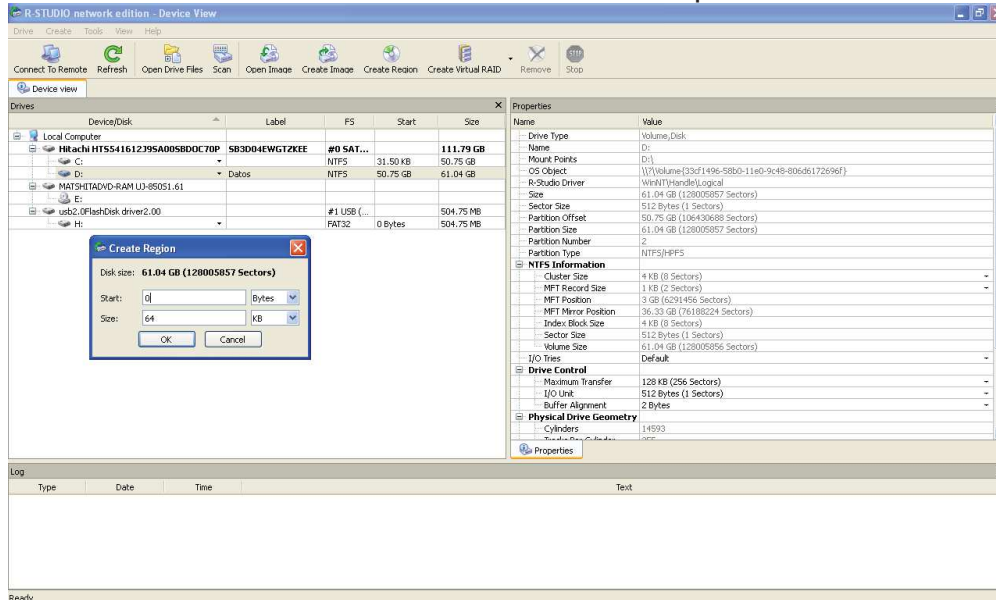 R-STUDIO network edition - Device View
Drive Create Tools View Help
Connect To Remote Refresh Open Drive Files Scan Open Image Create Image Create Region Create Virtual RAID Remove Stop
Device view
Drives
Device/Disk Label FS Start Size
Local Computer
Hitachi HTS541612J9SA00SBDOC70P SB3D04EWGTZKEE #0 SAT... 111.79 GB
C: NTFS 31.50 KB 50.75 GB
D: Datos NTFS 50.75 GB 61.04 GB
MATSHITADVD-RAM UJ-850S1.61
E:
usb2.0FlashDisk driver2.00 #1 USB (... 504.75 MB
H: FAT32 0 Bytes 504.75 MB
Create Region
Disk size: 61.04 GB (128005857 Sectors)
Start: 0 Bytes
Size: 64 KB
OK Cancel
Properties
Name Value
Drive Type Volume,Disk
Name D:
Mount Points D:\
OS Object \\?\Volume{33cf1496-58b0-11e0-9c48-806d6172696f}
R-Studio Driver WinNT\Handle\Logical
Size 61.04 GB (128005857 Sectors)
Sector Size 512 Bytes (1 Sectors)
Partition Offset 50.75 GB (106430688 Sectors)
Partition Size 61.04 GB (128005857 Sectors)
Partition Number 2
Partition Type NTFS/HPFS
NTFS Information
Cluster Size 4 KB (8 Sectors)
MFT Record Size 1 KB (2 Sectors)
MFT Position 3 GB (6291456 Sectors)
MFT Mirror Position 36.33 GB (76188224 Sectors)
Index Block Size 4 KB (8 Sectors)
Sector Size 512 Bytes (1 Sectors)
Volume Size 61.04 GB (128005856 Sectors)
I/O Tries Default
Drive Control
Maximum Transfer 128 KB (256 Sectors)
I/O Unit 512 Bytes (1 Sectors)
Buffer Alignment 2 Bytes
Physical Drive Geometry
Cylinders 14593
Properties
Log
Type Date Time Text
Ready